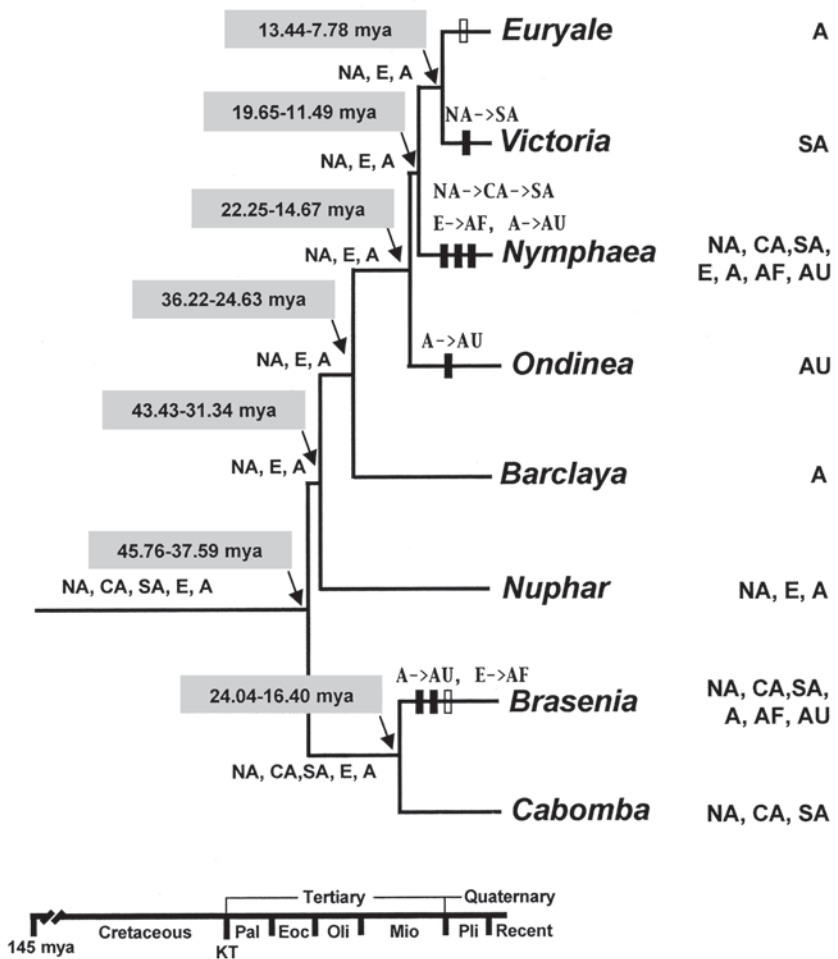 13.44-7.78 mya
Euryale A
NA, E, A
NA->SA
19.65-11.49 mya
Victoria SA
NA, E, A
NA->CA->SA
22.25-14.67 mya
E->AF, A->AU
Nymphaea NA, CA,SA,
E, A, AF, AU
NA, E, A
36.22-24.63 mya
A->AU
NA, E, A
Ondinea AU
43.43-31.34 mya
NA, E, A
Barclaya A
45.76-37.59 mya
NA, CA, SA, E, A
Nuphar NA, E, A
A->AU, E->AF
24.04-16.40 mya
Brasenia NA, CA,SA,
A, AF, AU
NA, CA,SA, E, A
Cabomba NA, CA, SA
Tertiary Quaternary
145 mya Cretaceous KT Pal Eoc Oli Mio Pli Recent